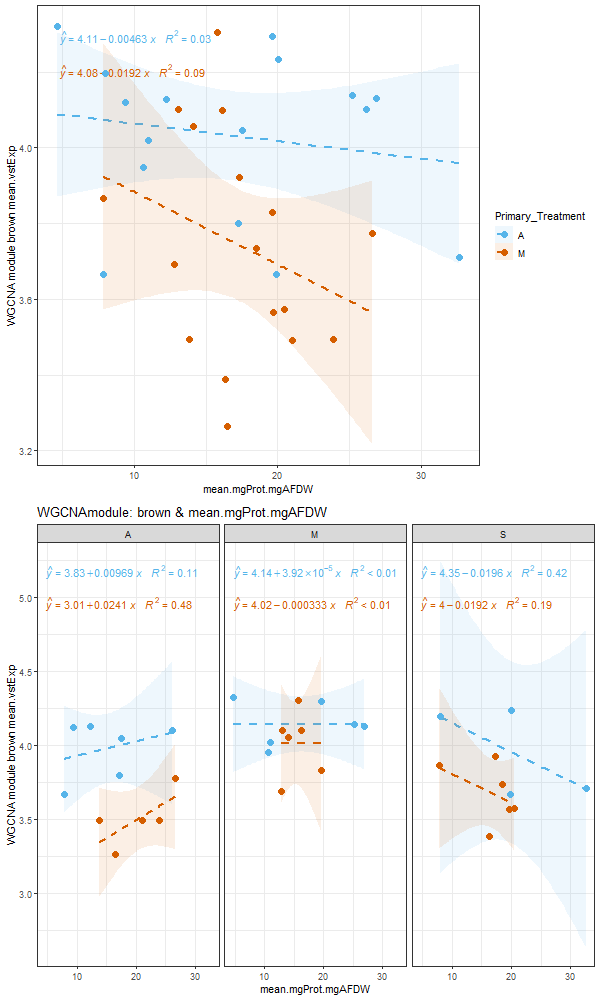 ŷ = 4.11 − 0.00463 x R² = 0.03
ŷ = 4.08 − 0.0192 x R² = 0.09
4.0
3.6
3.2
WGCNA module brown mean.vstExp
10 20 30
mean.mgProt.mgAFDW
Primary_Treatment
A
M
WGCNAmodule: brown & mean.mgProt.mgAFDW
A M S
ŷ = 3.83 + 0.00969 x R² = 0.11 ŷ = 4.14 + 3.92 × 10⁻⁵ x R² < 0.01 ŷ = 4.35 − 0.0196 x R² = 0.42
ŷ = 3.01 + 0.0241 x R² = 0.48 ŷ = 4.02 − 0.000333 x R² < 0.01 ŷ = 4 − 0.0192 x R² = 0.19
5.0
4.5
4.0
3.5
3.0
WGCNA module brown mean.vstExp
10 20 30 10 20 30 10 20 30
mean.mgProt.mgAFDW